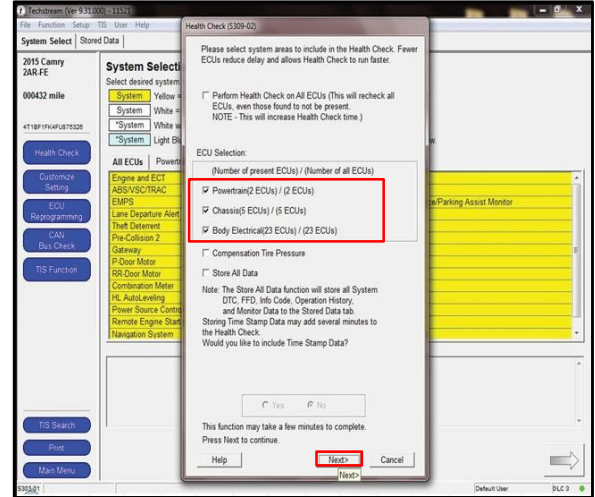 Techstream (Ver 9.31.000) - 11521
File Function Setup TIS User Help
System Select Stored Data
2015 Camry
2AR-FE
000432 mile
4T1BF1FK4FU875326
Health Check
Customize
Setting
ECU
Reprogramming
CAN
Bus Check
TIS Function
TIS Search
Print
Main Menu
S303-01
System Selecti
Select desired system
System Yellow =
System White =
*System White w
*System Light Bl
w.
All ECUs Powertr
Engine and ECT
ABS/VSC/TRAC
EMPS
Lane Departure Alert
Theft Deterrent
Pre-Collision 2
Gateway
P-Door Motor
RR-Door Motor
Combination Meter
HL AutoLeveling
Power Source Contro
Remote Engine Start
Navigation System
ce/Parking Assist Monitor
Health Check (S309-02)
Please select system areas to include in the Health Check. Fewer
ECUs reduce delay and allows Health Check to run faster.
Perform Health Check on All ECUs (This will recheck all
ECUs, even those found to not be present.
NOTE - This will increase Health Check time.)
ECU Selection:
(Number of present ECUs) / (Number of all ECUs)
Powertrain(2 ECUs) / (2 ECUs)
Chassis(5 ECUs) / (5 ECUs)
Body Electrical(23 ECUs) / (23 ECUs)
Compensation Tire Pressure
Store All Data
Note: The Store All Data function will store all System
DTC, FFD, Info Code, Operation History,
and Monitor Data to the Stored Data tab.
Storing Time Stamp Data may add several minutes to
the Health Check.
Would you like to include Time Stamp Data?
Yes No
This function may take a few minutes to complete.
Press Next to continue.
Help Next> Cancel
Next>
Default User DLC 3